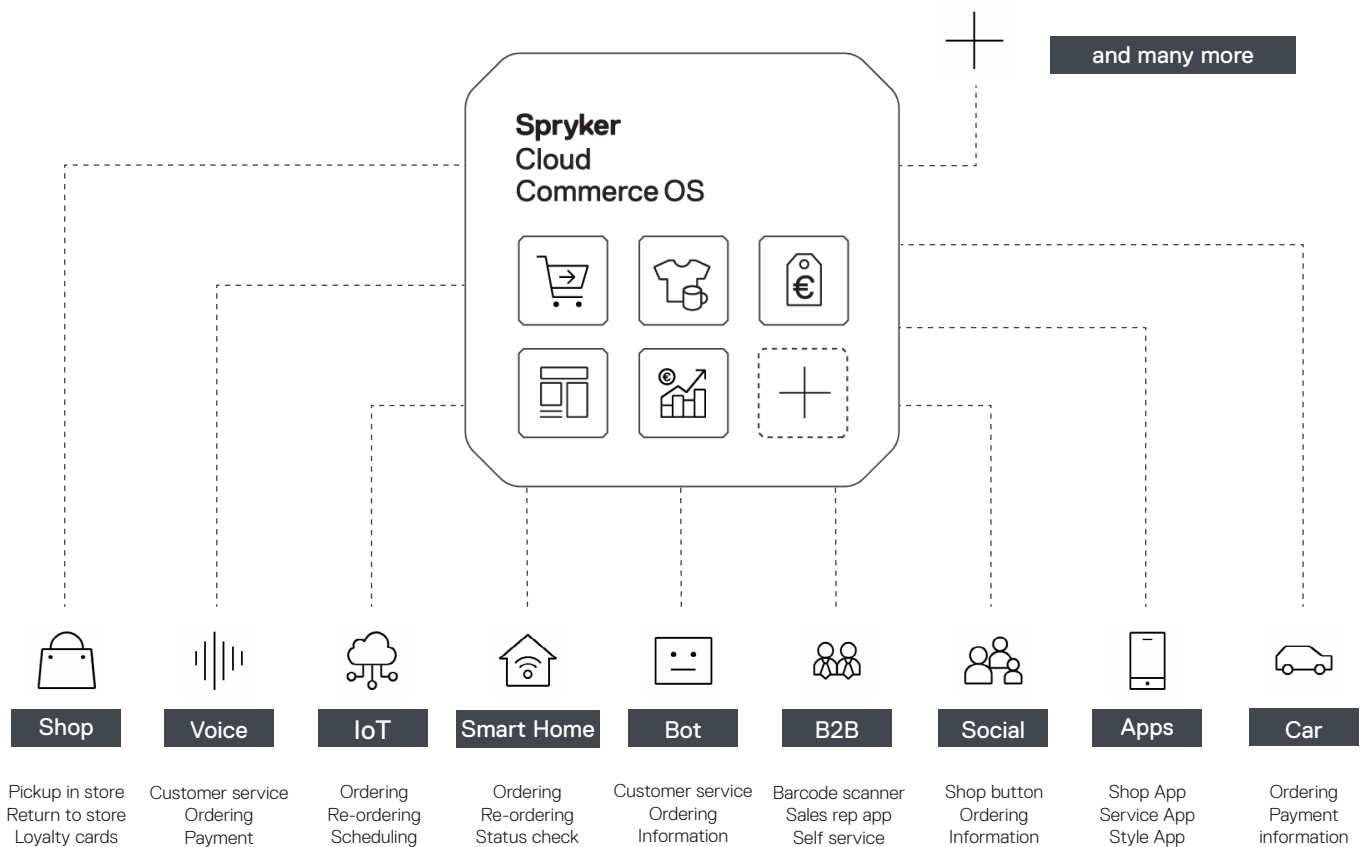 and many more
Spryker
Cloud
Commerce OS
€
€
Shop
Voice
IoT
Smart Home
Bot
B2B
Social
Apps
Car
Pickup in store
Return to store
Loyalty cards
Customer service
Ordering
Payment
Ordering
Re-ordering
Scheduling
Ordering
Re-ordering
Status check
Customer service
Ordering
Information
Barcode scanner
Sales rep app
Self service
Shop button
Ordering
Information
Shop App
Service App
Style App
Ordering
Payment
information